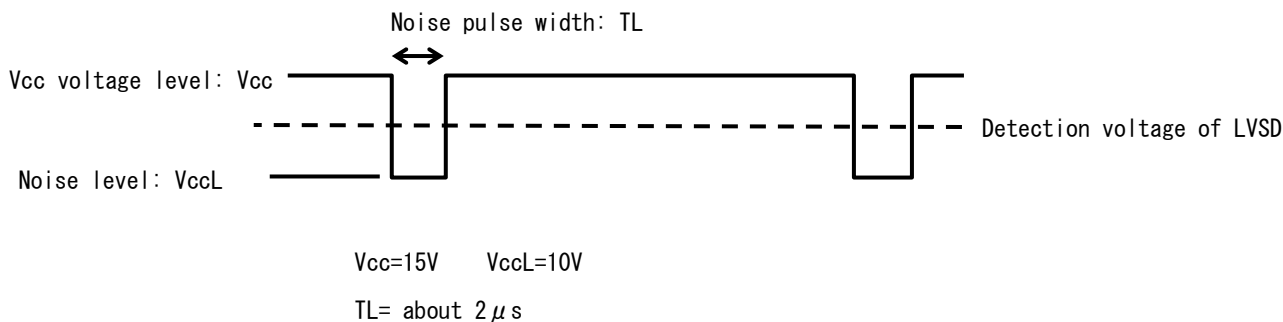 Noise pulse width: TL
Vcc voltage level: Vcc
Detection voltage of LVSD
Noise level: VccL
Vcc=15V VccL=10V
TL= about 2μs